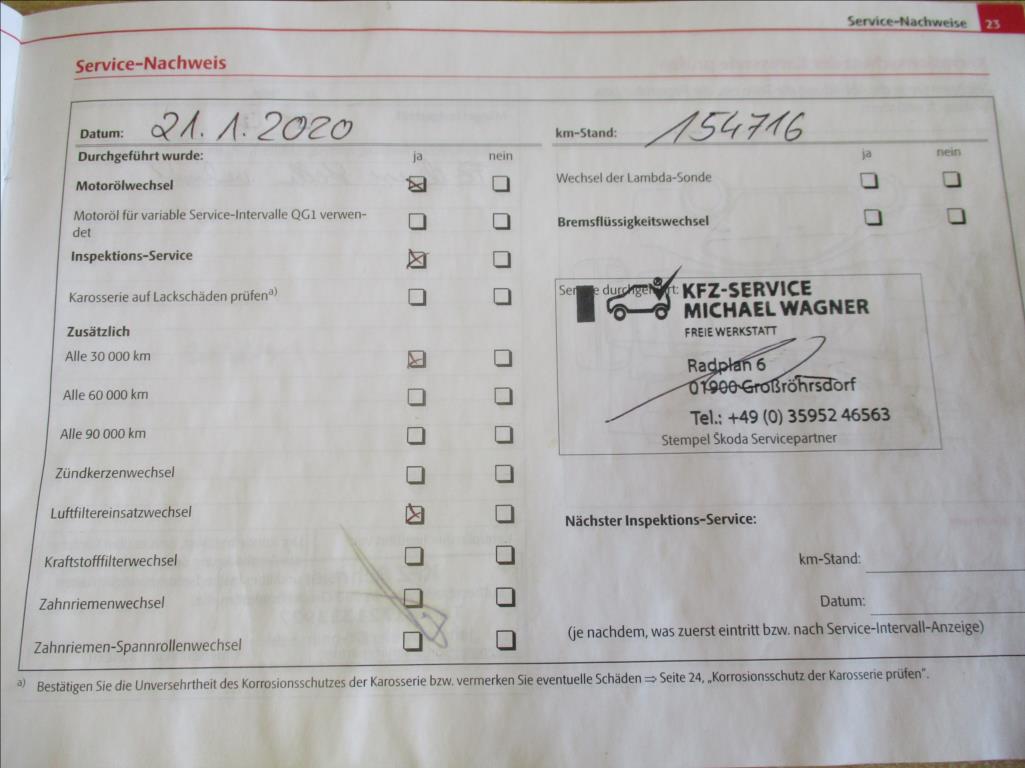 Service-Nachweise 23
Service-Nachweis
Datum: 21.1.2020
Durchgeführt wurde: ja nein
Motorölwechsel
Motoröl für variable Service-Intervalle QG1 verwen-
det
Inspektions-Service
Karosserie auf Lackschäden prüfen a)
Zusätzlich
Alle 30 000 km
Alle 60 000 km
Alle 90 000 km
Zündkerzenwechsel
Luftfiltereinsatzwechsel
Kraftstofffilterwechsel
Zahnriemenwechsel
Zahnriemen-Spannrollenwechsel
km-Stand: 154716
ja nein
Wechsel der Lambda-Sonde
Bremsflüssigkeitswechsel
KFZ-SERVICE
MICHAEL WAGNER
FREIE WERKSTATT
Radplan 6
01900 Großröhrsdorf
Tel.: +49 (0) 35952 46563
Stempel Škoda Servicepartner
Nächster Inspektions-Service:
km-Stand:
Datum:
(je nachdem, was zuerst eintritt bzw. nach Service-Intervall-Anzeige)
a) Bestätigen Sie die Unversehrtheit des Korrosionsschutzes der Karosserie bzw. vermerken Sie eventuelle Schäden ⇒ Seite 24, „Korrosionsschutz der Karosserie prüfen“.